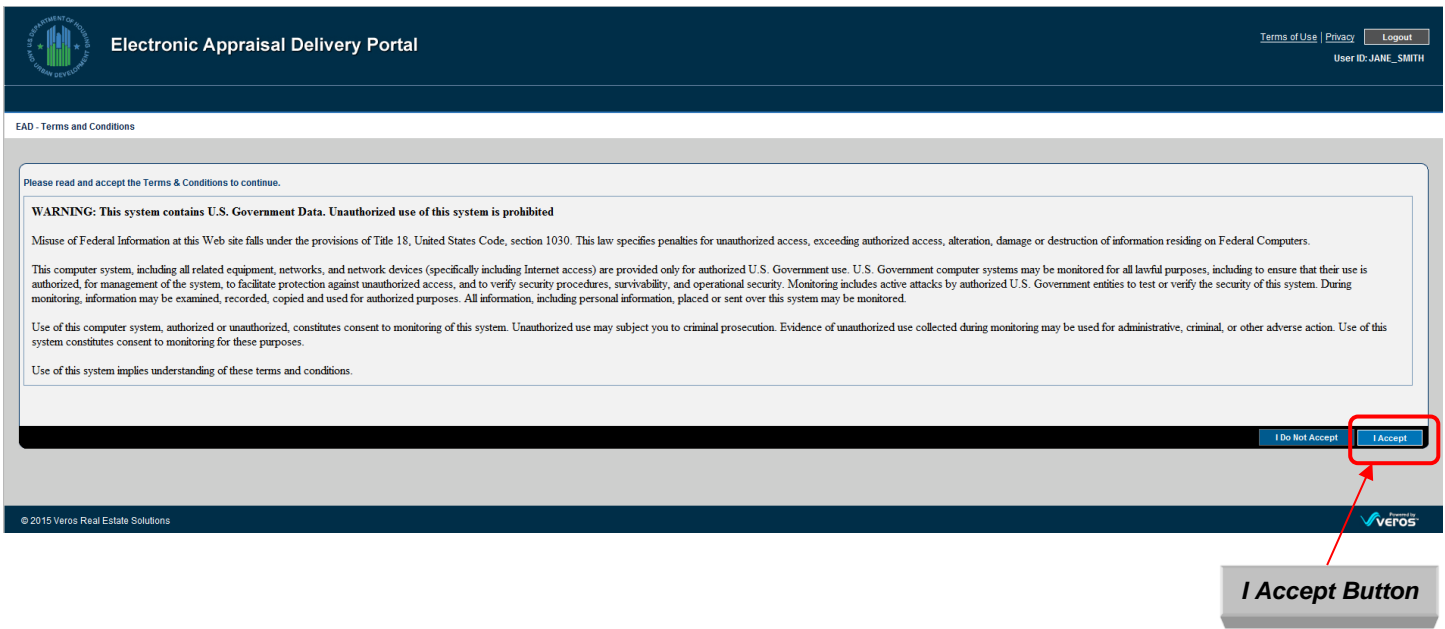 U.S. DEPARTMENT OF HOUSING AND URBAN DEVELOPMENT
Electronic Appraisal Delivery Portal
Terms of Use | Privacy Logout
User ID: JANE_SMITH
EAD - Terms and Conditions
Please read and accept the Terms & Conditions to continue.
WARNING: This system contains U.S. Government Data. Unauthorized use of this system is prohibited
Misuse of Federal Information at this Web site falls under the provisions of Title 18, United States Code, section 1030. This law specifies penalties for unauthorized access, exceeding authorized access, alteration, damage or destruction of information residing on Federal Computers.
This computer system, including all related equipment, networks, and network devices (specifically including Internet access) are provided only for authorized U.S. Government use. U.S. Government computer systems may be monitored for all lawful purposes, including to ensure that their use is
authorized, for management of the system, to facilitate protection against unauthorized access, and to verify security procedures, survivability, and operational security. Monitoring includes active attacks by authorized U.S. Government entities to test or verify the security of this system. During
monitoring, information may be examined, recorded, copied and used for authorized purposes. All information, including personal information, placed or sent over this system may be monitored.
Use of this computer system, authorized or unauthorized, constitutes consent to monitoring of this system. Unauthorized use may subject you to criminal prosecution. Evidence of unauthorized use collected during monitoring may be used for administrative, criminal, or other adverse action. Use of this
system constitutes consent to monitoring for these purposes.
Use of this system implies understanding of these terms and conditions.
I Do Not Accept I Accept
© 2015 Veros Real Estate Solutions
Powered by
veros
I Accept Button